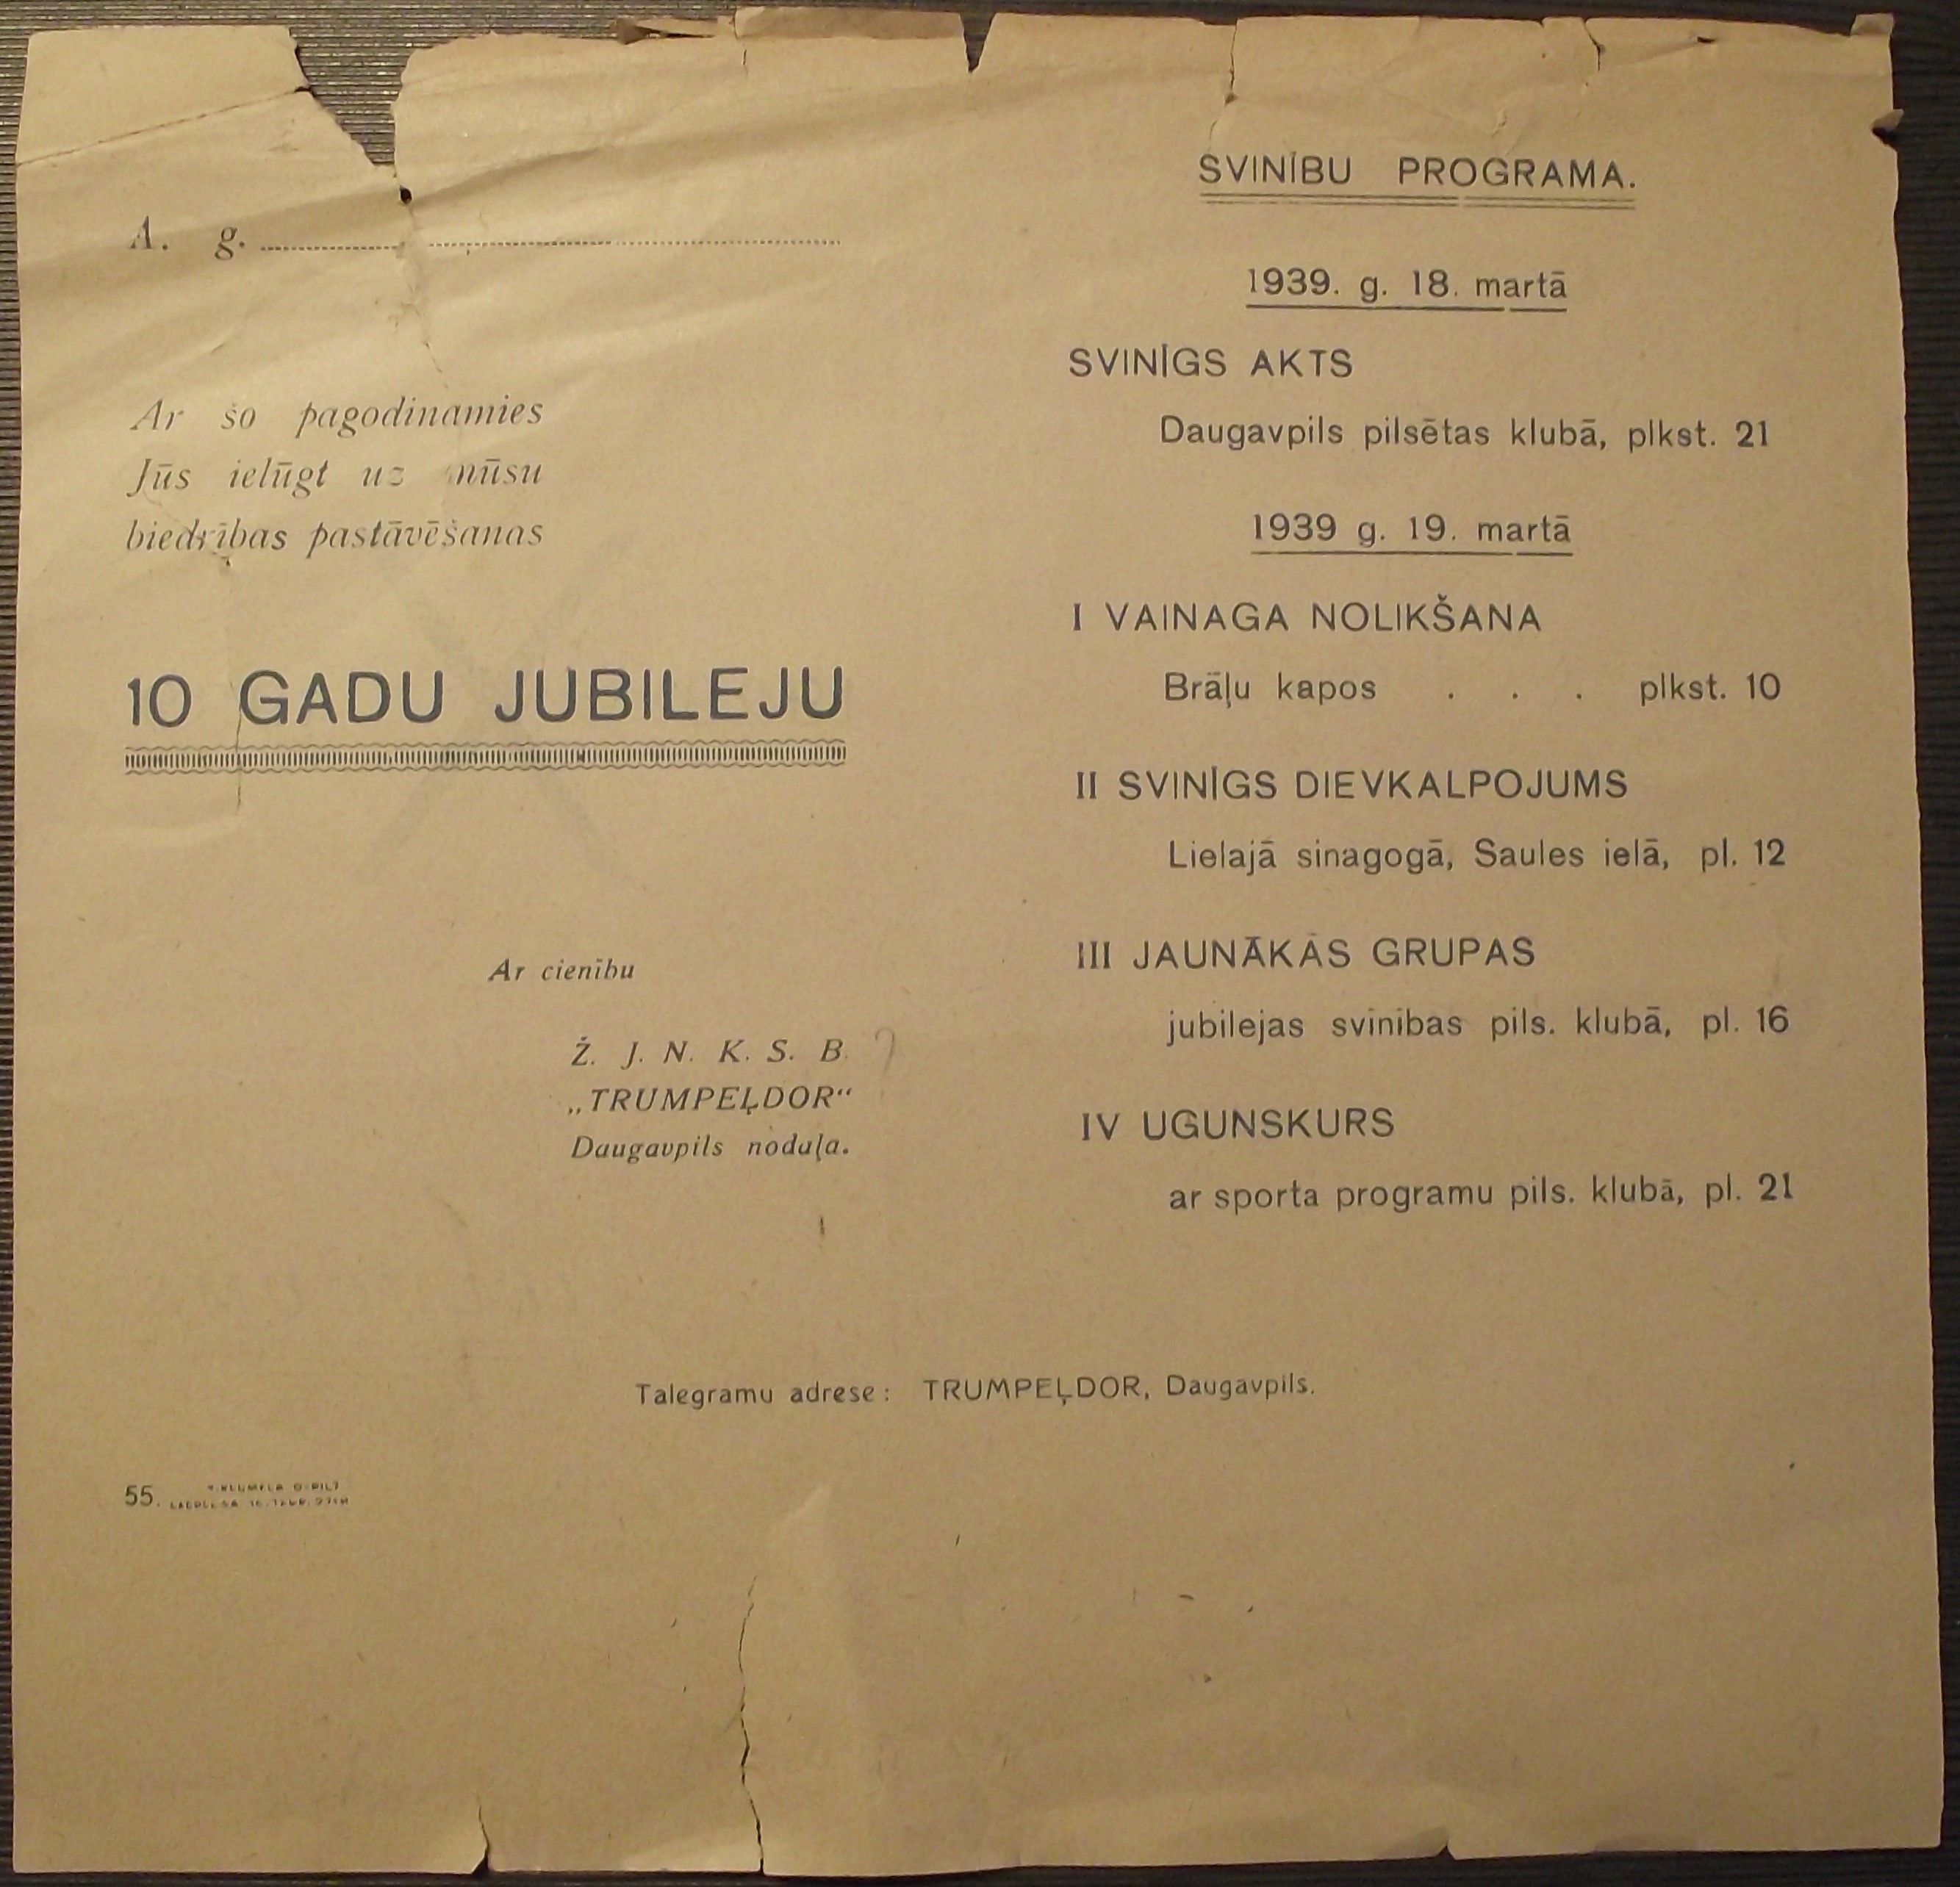 A. g.
Ar šo pagodinamies
Jūs ielūgt uz mūsu
biedrības pastāvēšanas
10 GADU JUBILEJU
Ar cienību
Ž. J. N. K. S. B.
„TRUMPEĻDOR“
Daugavpils nodaļa.
SVINĪBU PROGRAMA.
1939. g. 18. martā
SVINĪGS AKTS
Daugavpils pilsētas klubā, plkst. 21
1939 g. 19. martā
I VAINAGA NOLIKŠANA
Brāļu kapos . . . plkst. 10
II SVINĪGS DIEVKALPOJUMS
Lielajā sinagogā, Saules ielā, pl. 12
III JAUNĀKĀS GRUPAS
jubilejas svinības pils. klubā, pl. 16
IV UGUNSKURS
ar sporta programu pils. klubā, pl. 21
Talegramu adrese: TRUMPEĻDOR, Daugavpils.
55.